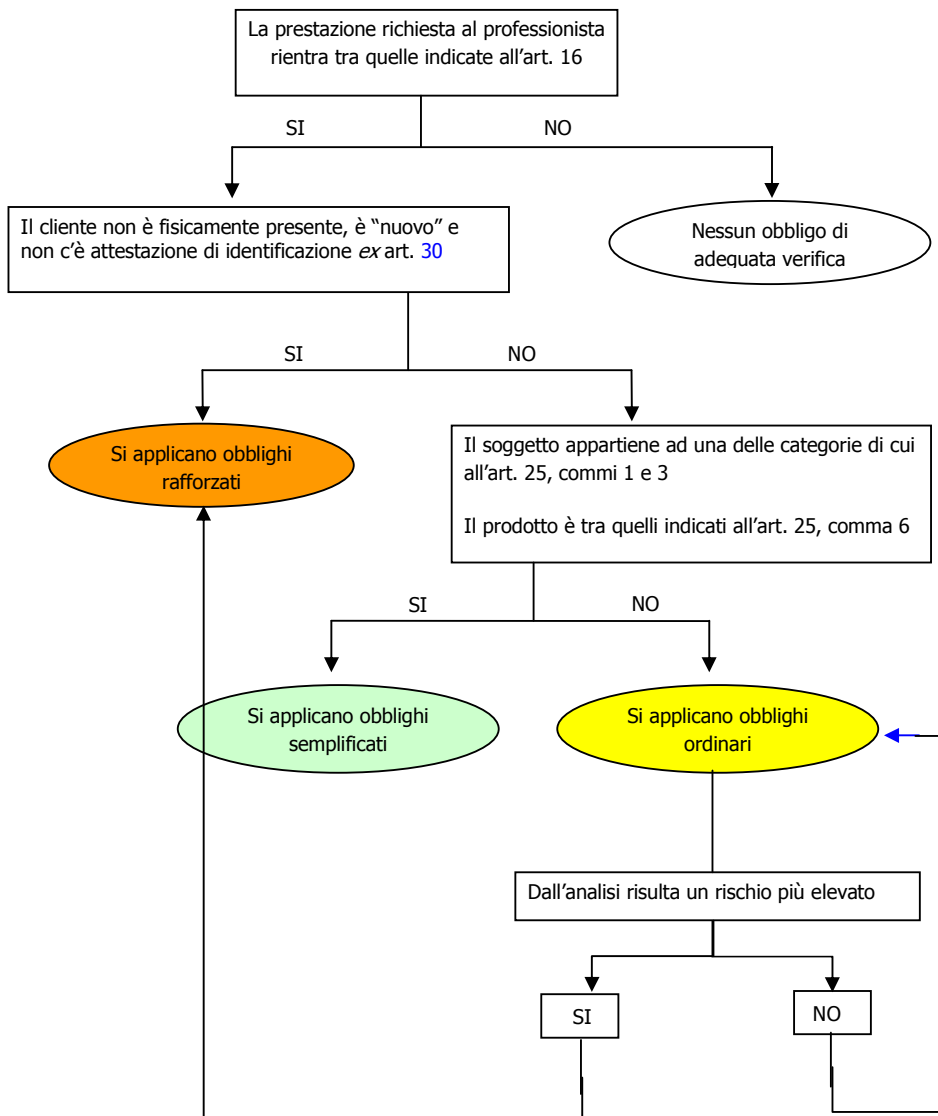 La prestazione richiesta al professionista
rientra tra quelle indicate all'art. 16
SI
NO
Il cliente non è fisicamente presente, è “nuovo” e
non c'è attestazione di identificazione ex art. 30
Nessun obbligo di
adeguata verifica
SI
NO
Si applicano obblighi
rafforzati
Il soggetto appartiene ad una delle categorie di cui
all'art. 25, commi 1 e 3
Il prodotto è tra quelli indicati all'art. 25, comma 6
SI
NO
Si applicano obblighi
semplificati
Si applicano obblighi
ordinari
Dall'analisi risulta un rischio più elevato
SI
NO